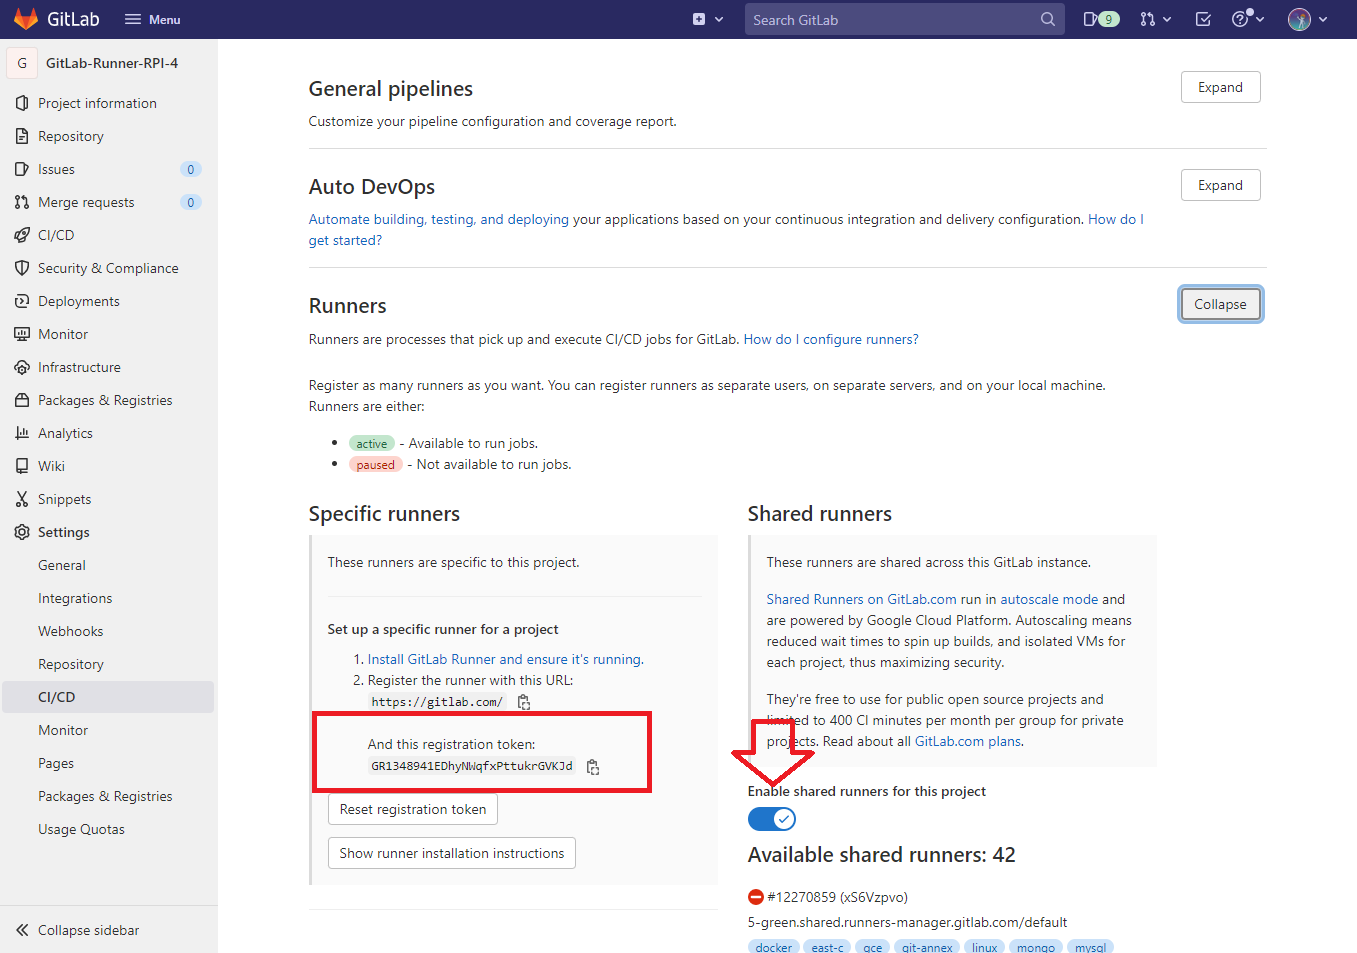 GitLab
Menu
Search GitLab
9
G
GitLab-Runner-RPI-4
Project information
Repository
Issues 0
Merge requests 0
CI/CD
Security & Compliance
Deployments
Monitor
Infrastructure
Packages & Registries
Analytics
Wiki
Snippets
Settings
General
Integrations
Webhooks
Repository
CI/CD
Monitor
Pages
Packages & Registries
Usage Quotas
Collapse sidebar
General pipelines
Expand
Customize your pipeline configuration and coverage report.
Auto DevOps
Expand
Automate building, testing, and deploying your applications based on your continuous integration and delivery configuration. How do I
get started?
Runners
Collapse
Runners are processes that pick up and execute CI/CD jobs for GitLab. How do I configure runners?
Register as many runners as you want. You can register runners as separate users, on separate servers, and on your local machine.
Runners are either:
active - Available to run jobs.
paused - Not available to run jobs.
Specific runners
These runners are specific to this project.
Set up a specific runner for a project
1. Install GitLab Runner and ensure it's running.
2. Register the runner with this URL:
https://gitlab.com/
And this registration token:
GR1348941EDhyNWqfxPttukrGVKJd
Reset registration token
Show runner installation instructions
Shared runners
These runners are shared across this GitLab instance.
Shared Runners on GitLab.com run in autoscale mode and
are powered by Google Cloud Platform. Autoscaling means
reduced wait times to spin up builds, and isolated VMs for
each project, thus maximizing security.
They're free to use for public open source projects and
limited to 400 CI minutes per month per group for private
projects. Read about all GitLab.com plans.
Enable shared runners for this project
Available shared runners: 42
#12270859 (xS6Vzpvo)
5-green.shared.runners-manager.gitlab.com/default
docker east-c gce git-annex linux mongo mysql